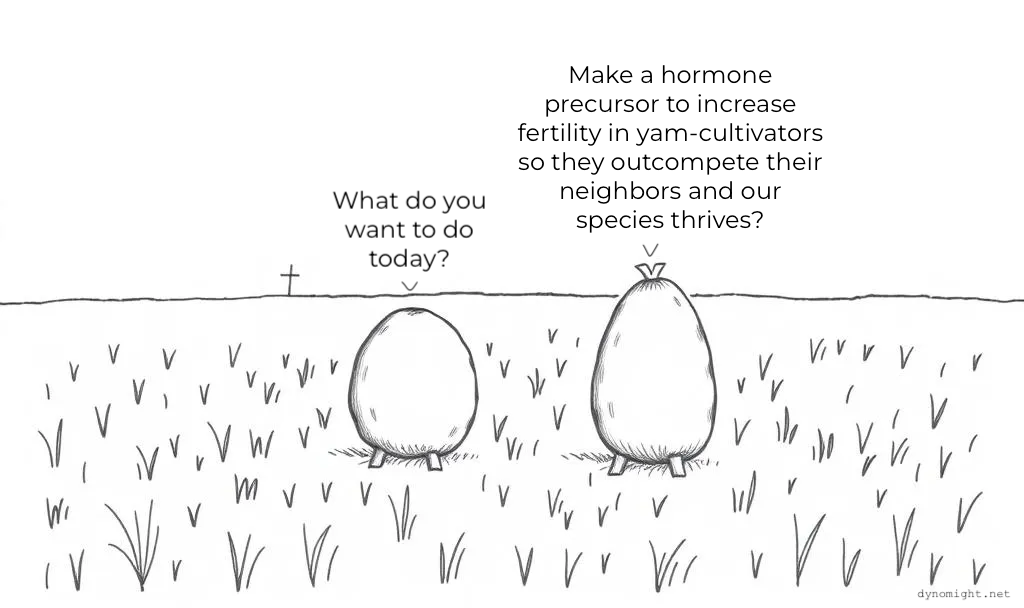 Make a hormone
precursor to increase
fertility in yam-cultivators
so they outcompete their
neighbors and our
species thrives?
What do you
want to do
today?
dynomight.net